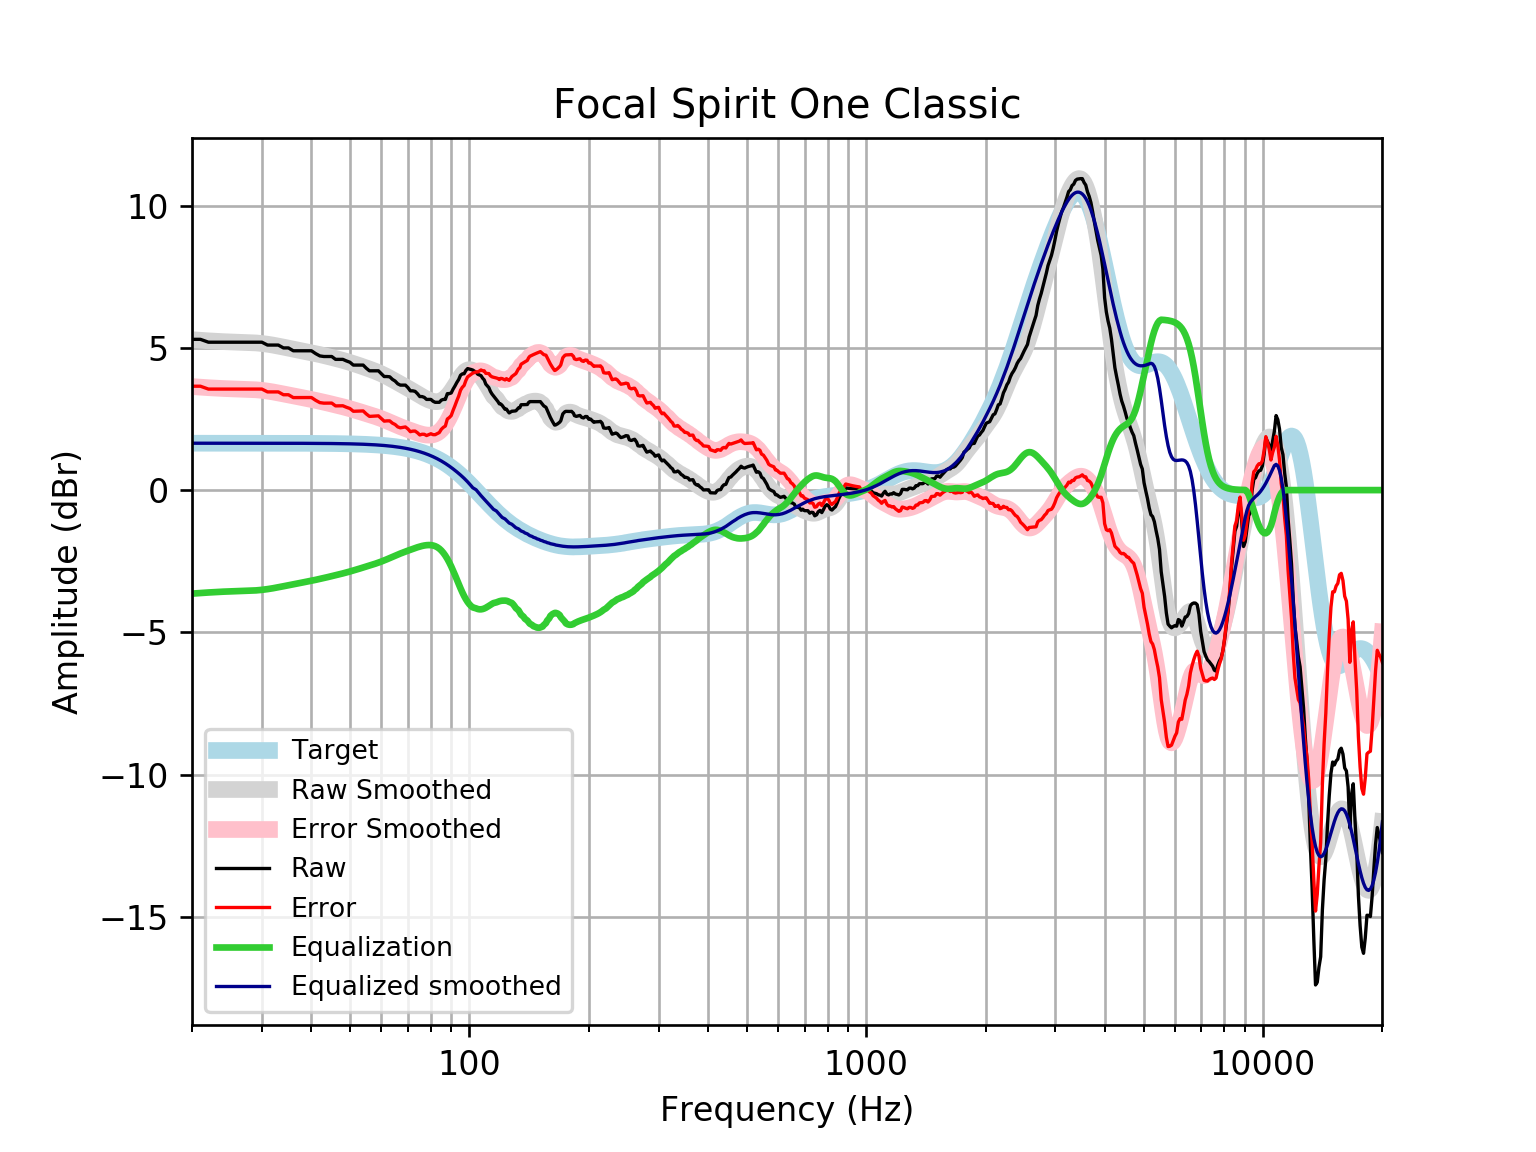 Focal Spirit One Classic
10
5
0
−5
−10
−15
Amplitude (dBr)
Target
Raw Smoothed
Error Smoothed
Raw
Error
Equalization
Equalized smoothed
100
1000
10000
Frequency (Hz)